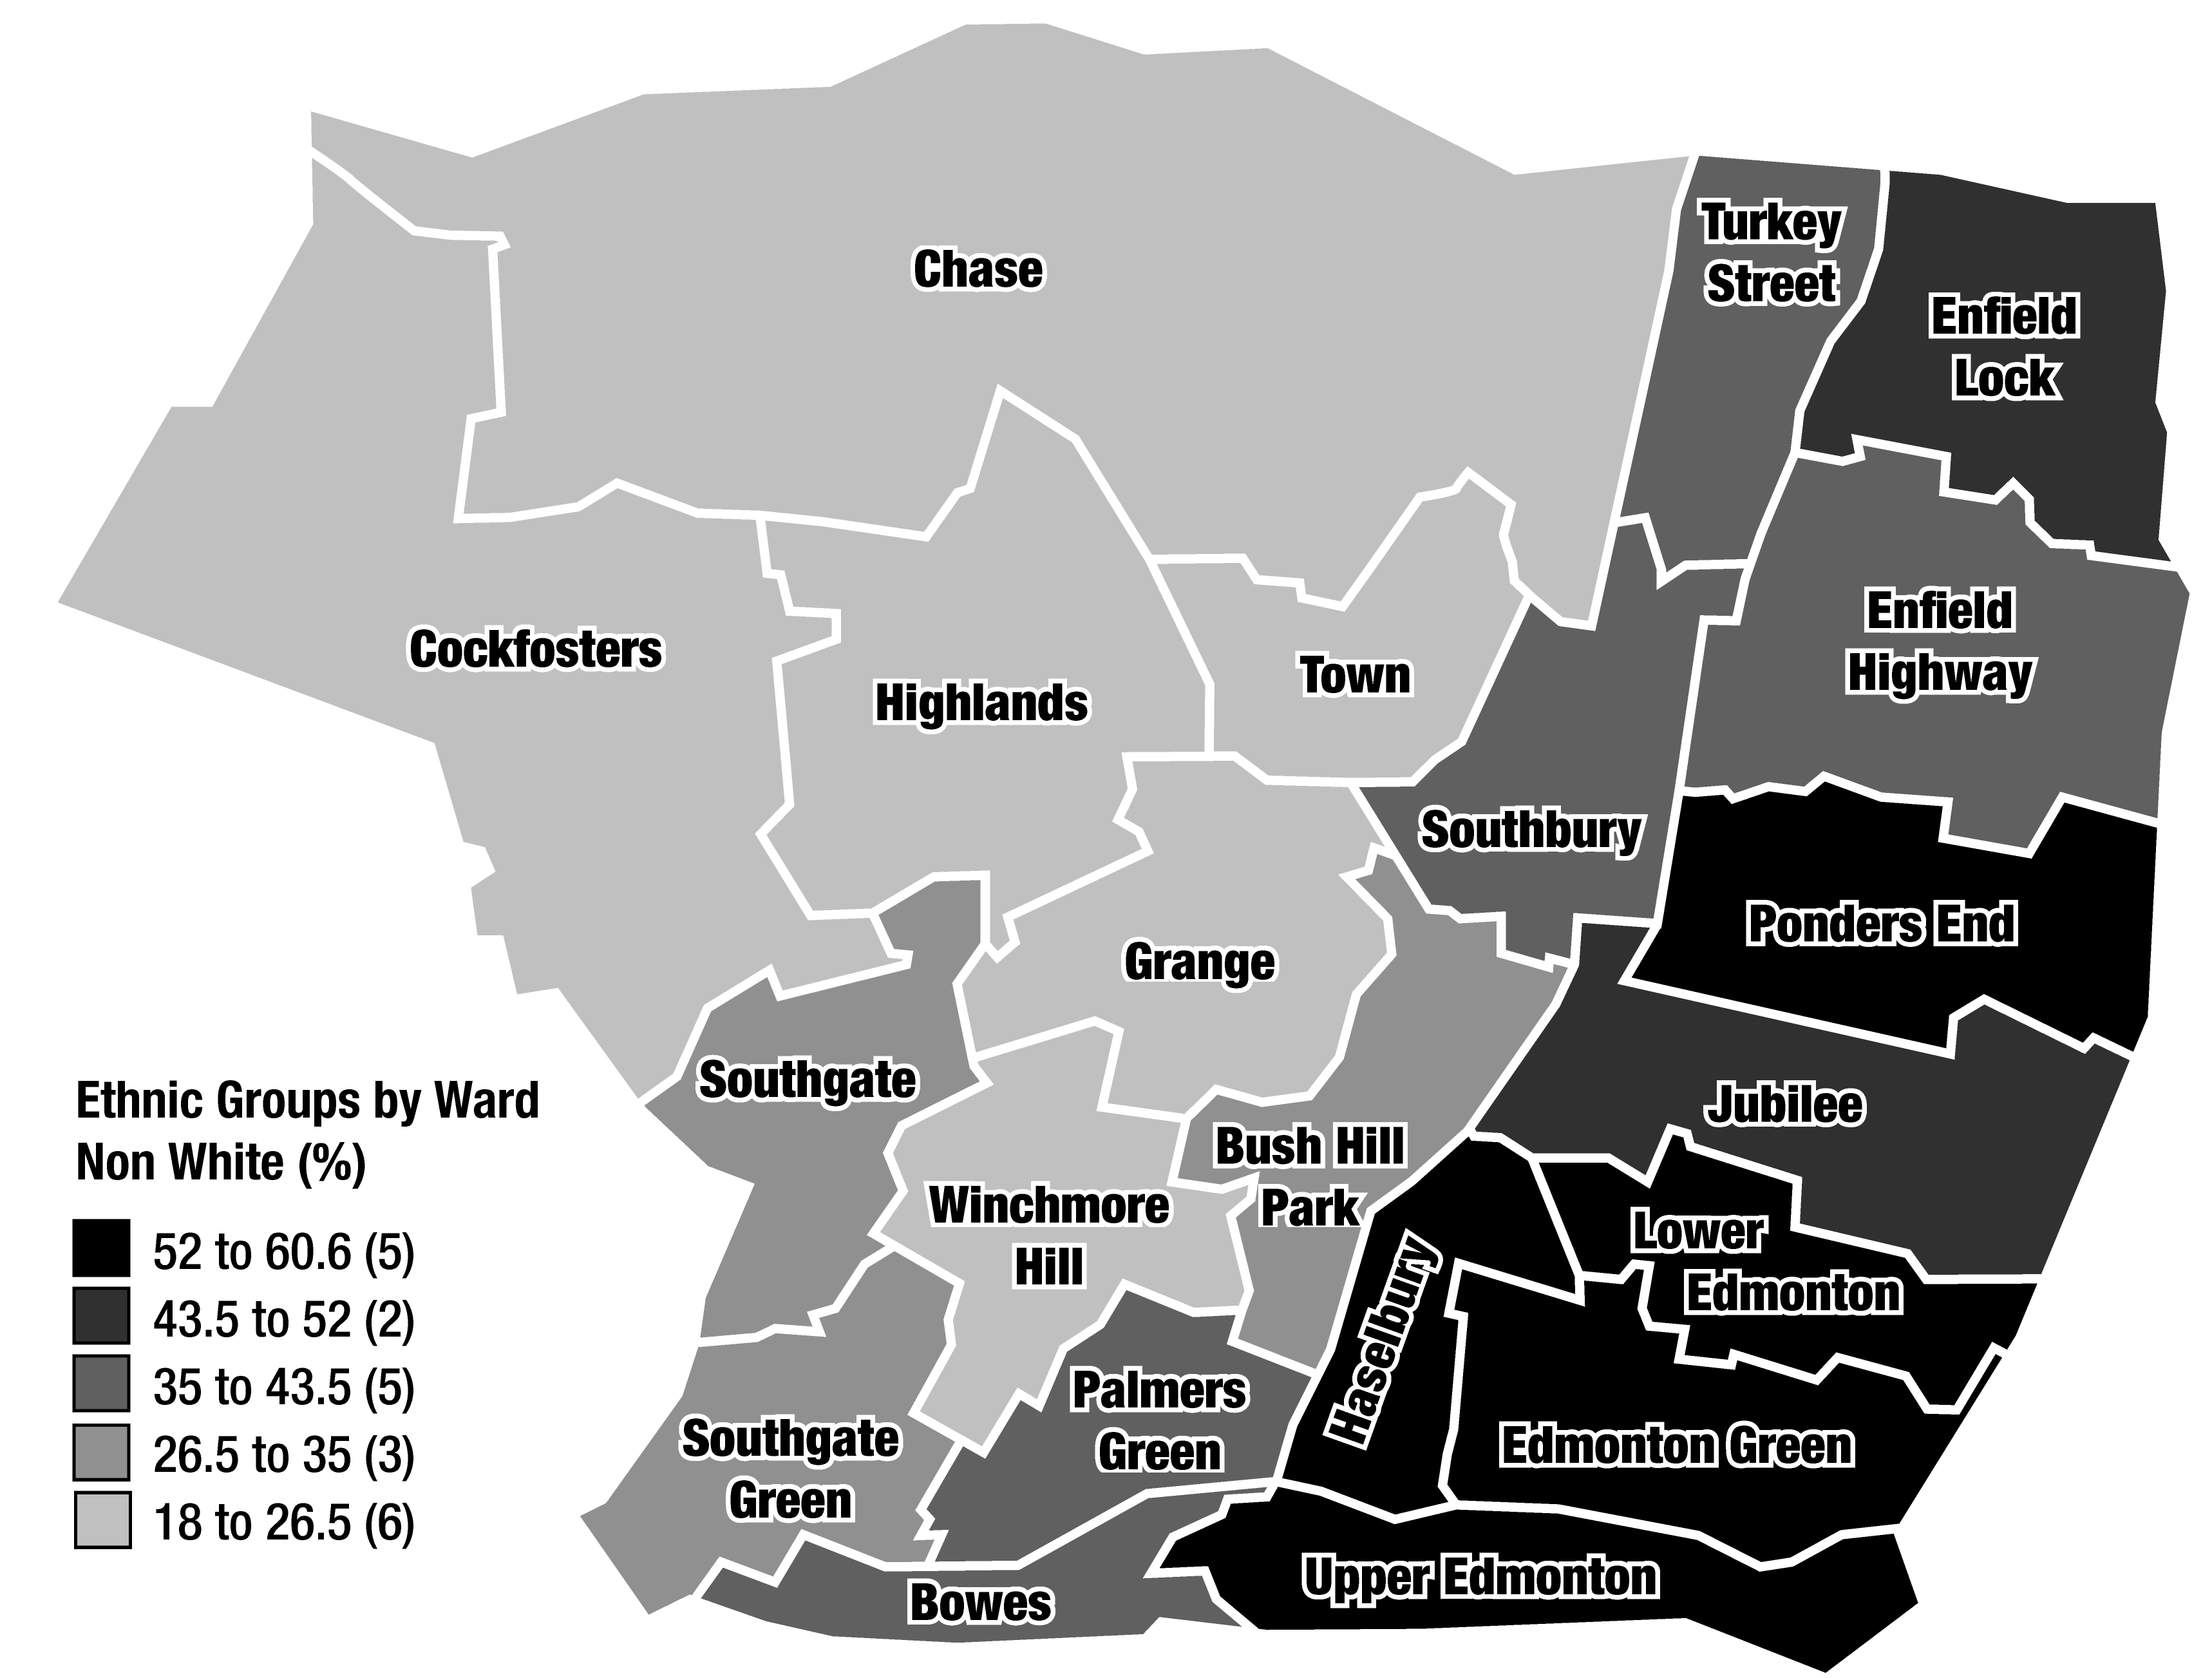 Chase
Turkey
Street
Enfield
Lock
Enfield
Highway
Cockfosters
Highlands
Town
Southbury
Ponders End
Grange
Southgate
Jubilee
Bush Hill
Park
Winchmore
Hill
Lower
Edmonton
Haselbury
Palmers
Green
Southgate
Green
Edmonton Green
Upper Edmonton
Bowes
Ethnic Groups by Ward
Non White (%)
52 to 60.6 (5)
43.5 to 52 (2)
35 to 43.5 (5)
26.5 to 35 (3)
18 to 26.5 (6)